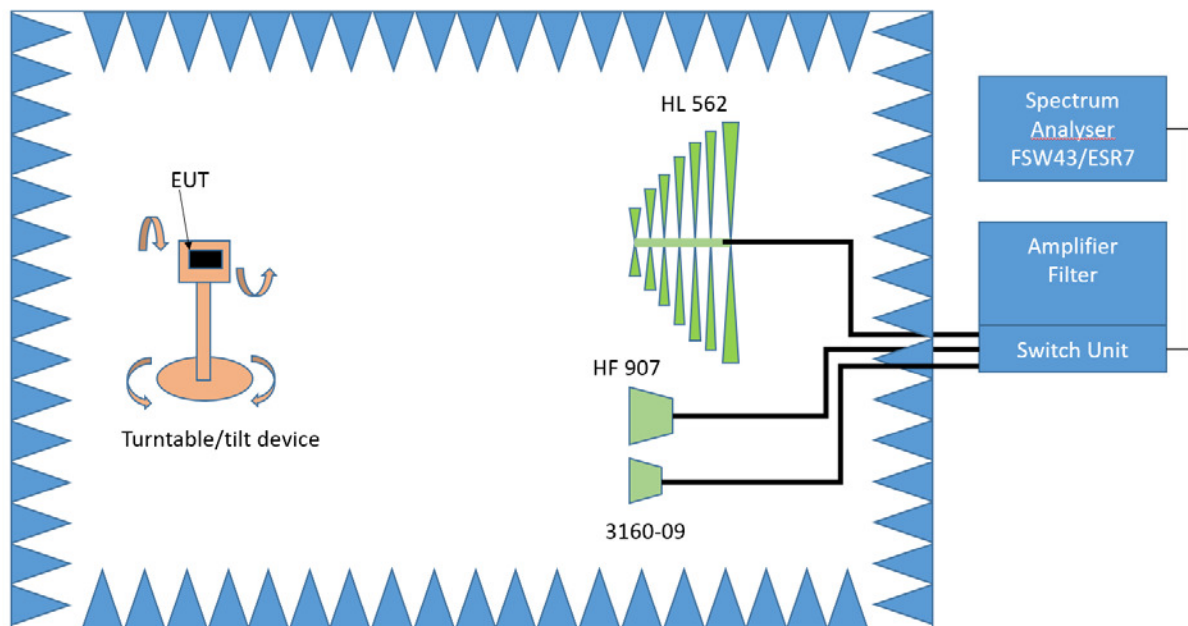 HL 562
Spectrum
Analyser
FSW43/ESR7
EUT
Amplifier
Filter
Switch Unit
HF 907
Turntable/tilt device
3160-09